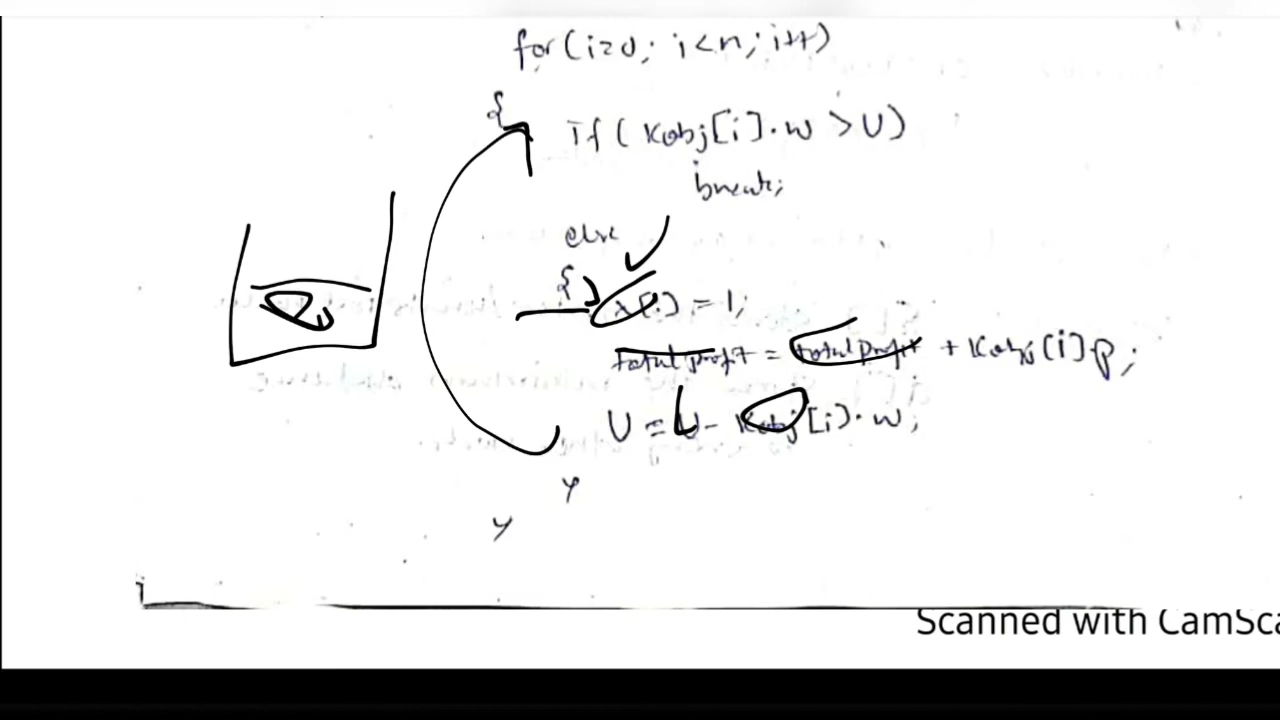 for(i=0; i<n; i++)
{
if( Kobj[i].w > U)
break;
else
{
x[i] = 1;
total profit = total profit + Kobj[i].p;
U = U - Kobj[i].w;
}
}
Scanned with CamSca